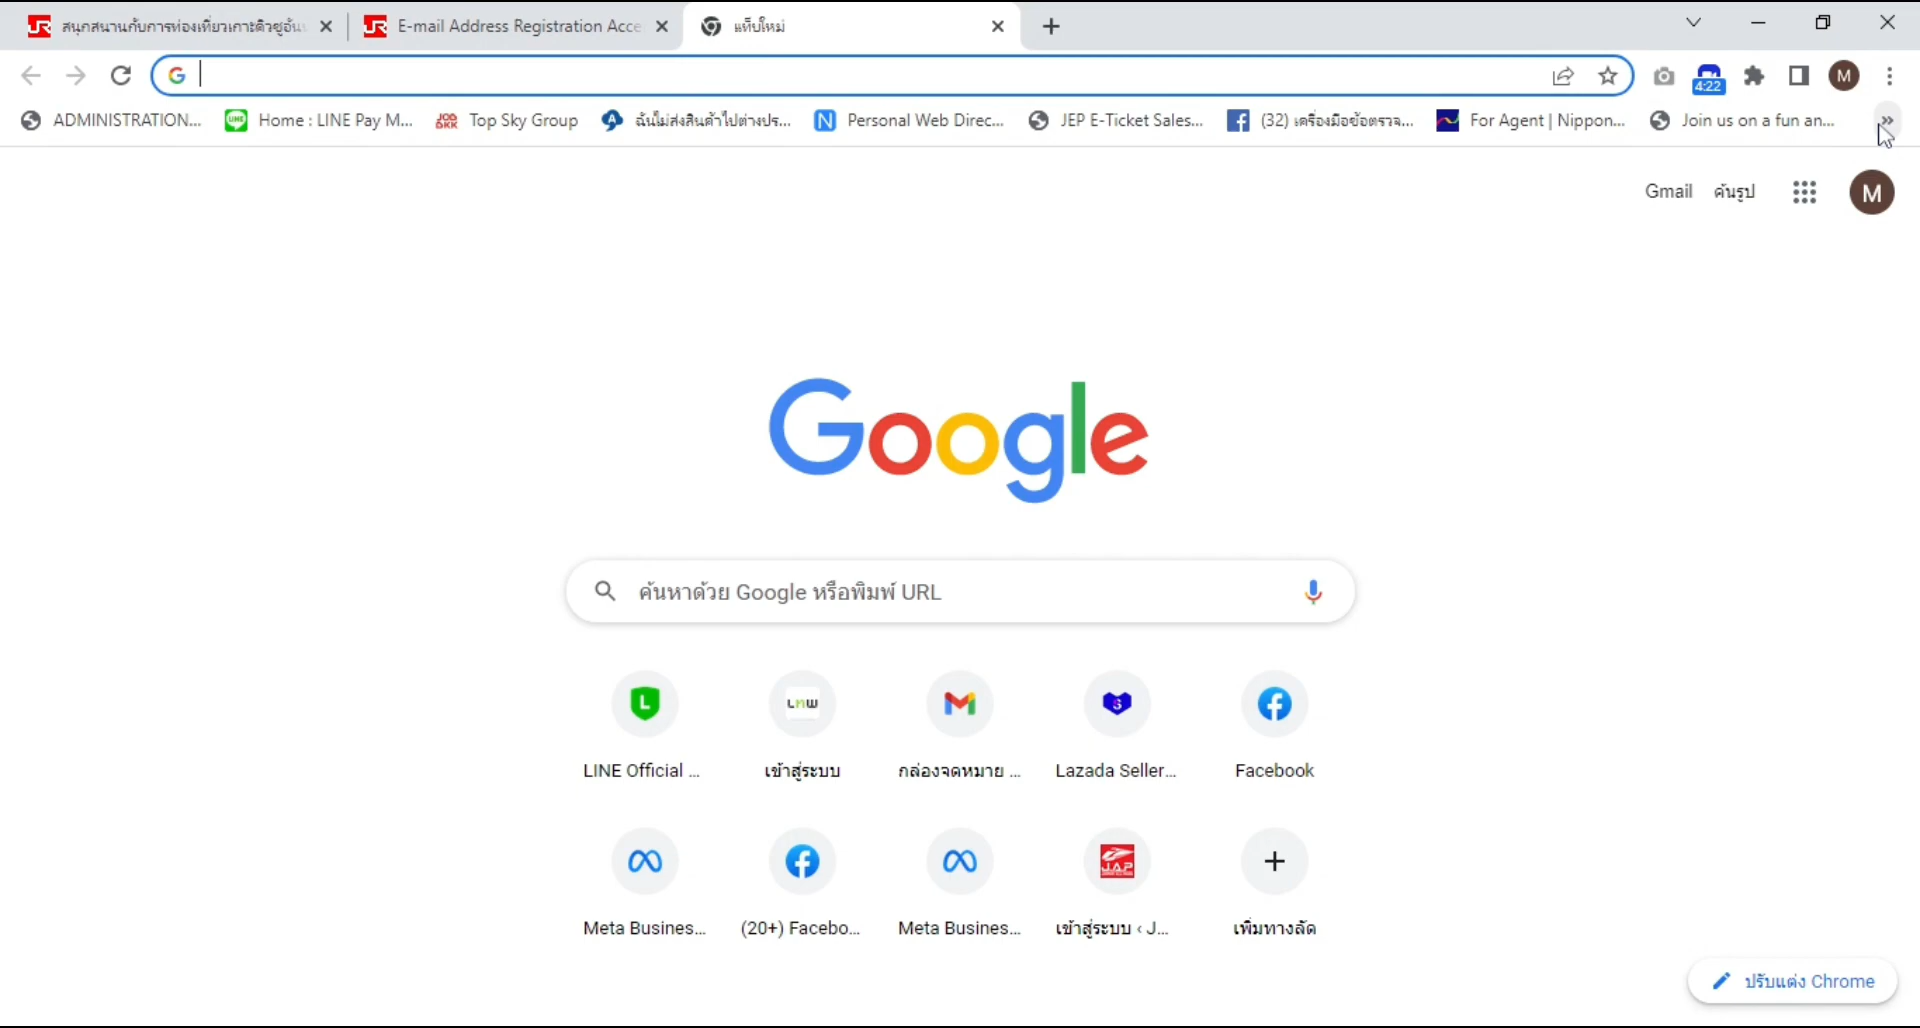 สนุกสนานกับการท่องเที่ยวเกาะคิวชูอัน
E-mail Address Registration Acce
แท็บใหม่
4:22
M
ADMINISTRATION...
Home : LINE Pay M...
Top Sky Group
ฉันไม่ส่งสินค้าไปต่างปร...
Personal Web Direc...
JEP E-Ticket Sales...
(32) เครื่องมือข้อตรวจ...
For Agent | Nippon...
Join us on a fun an...
Gmail
ค้นรูป
M
Google
ค้นหาด้วย Google หรือพิมพ์ URL
LINE Official ...
เข้าสู่ระบบ
กล่องจดหมาย ...
Lazada Seller...
Facebook
Meta Busines...
(20+) Facebo...
Meta Busines...
เข้าสู่ระบบ ‹ J...
เพิ่มทางลัด
ปรับแต่ง Chrome